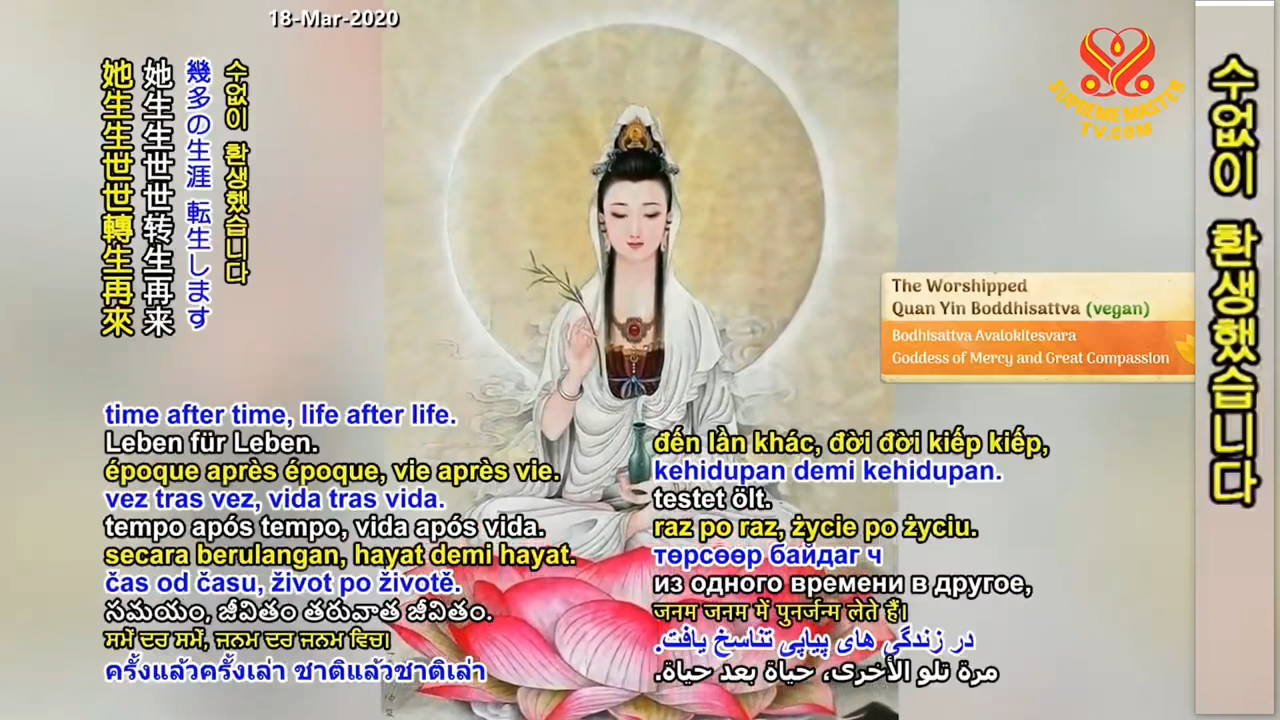 18-Mar-2020
SUPREME MASTER
TV.COM
수없이 환생했습니다
幾多の生涯 転生します
她生生世世转生再来
她生生世世轉生再來
수없이 환생했습니다
The Worshipped
Quan Yin Boddhisattva (vegan)
Bodhisattva Avalokitesvara
Goddess of Mercy and Great Compassion
time after time, life after life.
Leben für Leben.
époque après époque, vie après vie.
vez tras vez, vida tras vida.
tempo após tempo, vida após vida.
secara berulangan, hayat demi hayat.
čas od času, život po životě.
సమయం, జీవితం తరువాత జీవితం.
ਸਮੇਂ ਦਰ ਸਮੇਂ, ਜਨਮ ਦਰ ਜਨਮ ਵਿਚ।
ครั้งแล้วครั้งเล่า ชาติแล้วชาติเล่า
đến lần khác, đời đời kiếp kiếp,
kehidupan demi kehidupan.
testet ölt.
raz po raz, życie po życiu.
төрсөөр байдаг ч
из одного времени в другое,
जनम जनम में पुनर्जन्म लेते हैं।
در زندگی های پیاپی تناسخ یافت.
مرة تلو الأخرى، حياة بعد حياة.